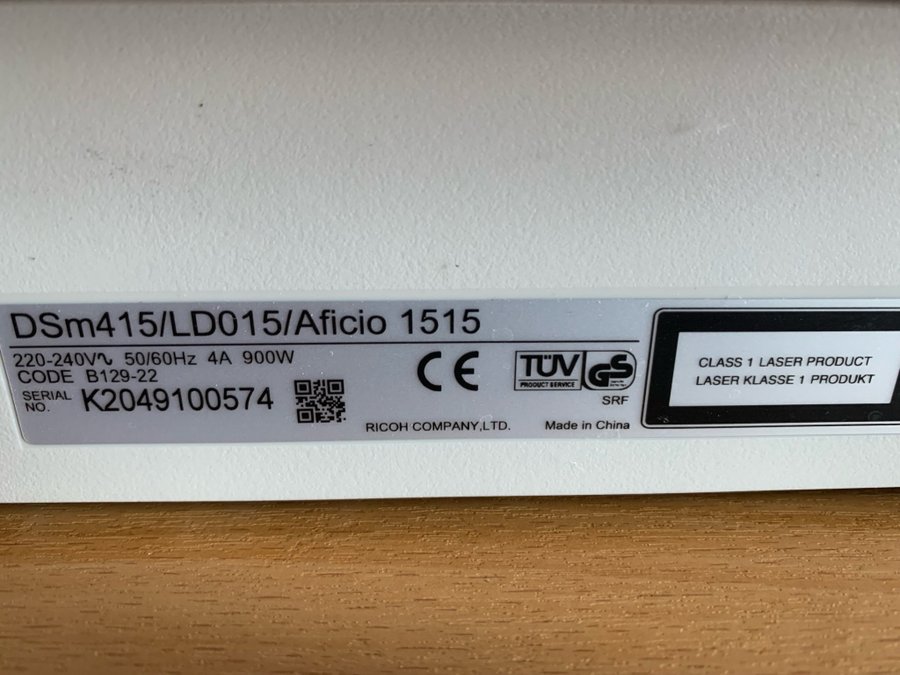 DSm415/LD015/Aficio 1515
220-240V∿ 50/60Hz 4A 900W
CODE B129-22
SERIAL NO. K2049100574
CE
TÜV
PRODUCT SERVICE
GS
SRF
RICOH COMPANY,LTD.
Made in China
CLASS 1 LASER PRODUCT
LASER KLASSE 1 PRODUKT